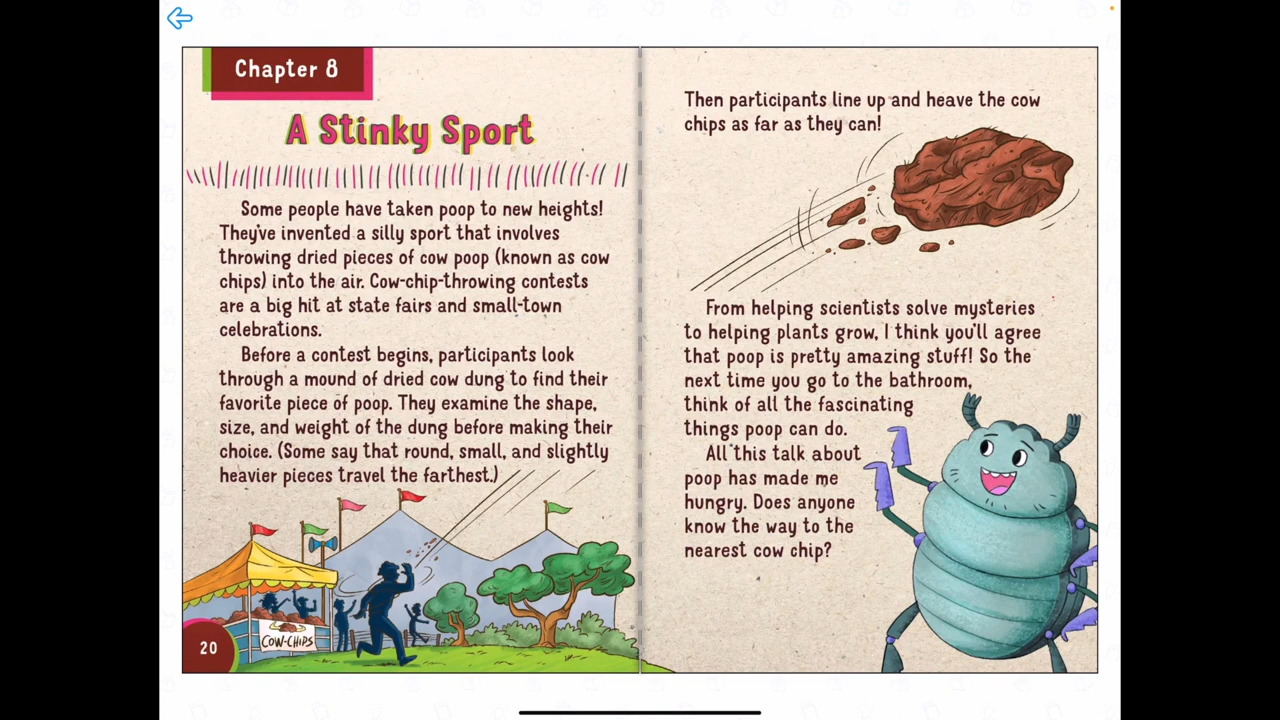 Chapter 8
A Stinky Sport
Some people have taken poop to new heights!
They've invented a silly sport that involves
throwing dried pieces of cow poop (known as cow
chips) into the air. Cow-chip-throwing contests
are a big hit at state fairs and small-town
celebrations.
Before a contest begins, participants look
through a mound of dried cow dung to find their
favorite piece of poop. They examine the shape,
size, and weight of the dung before making their
choice. (Some say that round, small, and slightly
heavier pieces travel the farthest.)
COW-CHIPS
20
Then participants line up and heave the cow
chips as far as they can!
From helping scientists solve mysteries
to helping plants grow, I think you'll agree
that poop is pretty amazing stuff! So the
next time you go to the bathroom,
think of all the fascinating
things poop can do.
All this talk about
poop has made me
hungry. Does anyone
know the way to the
nearest cow chip?